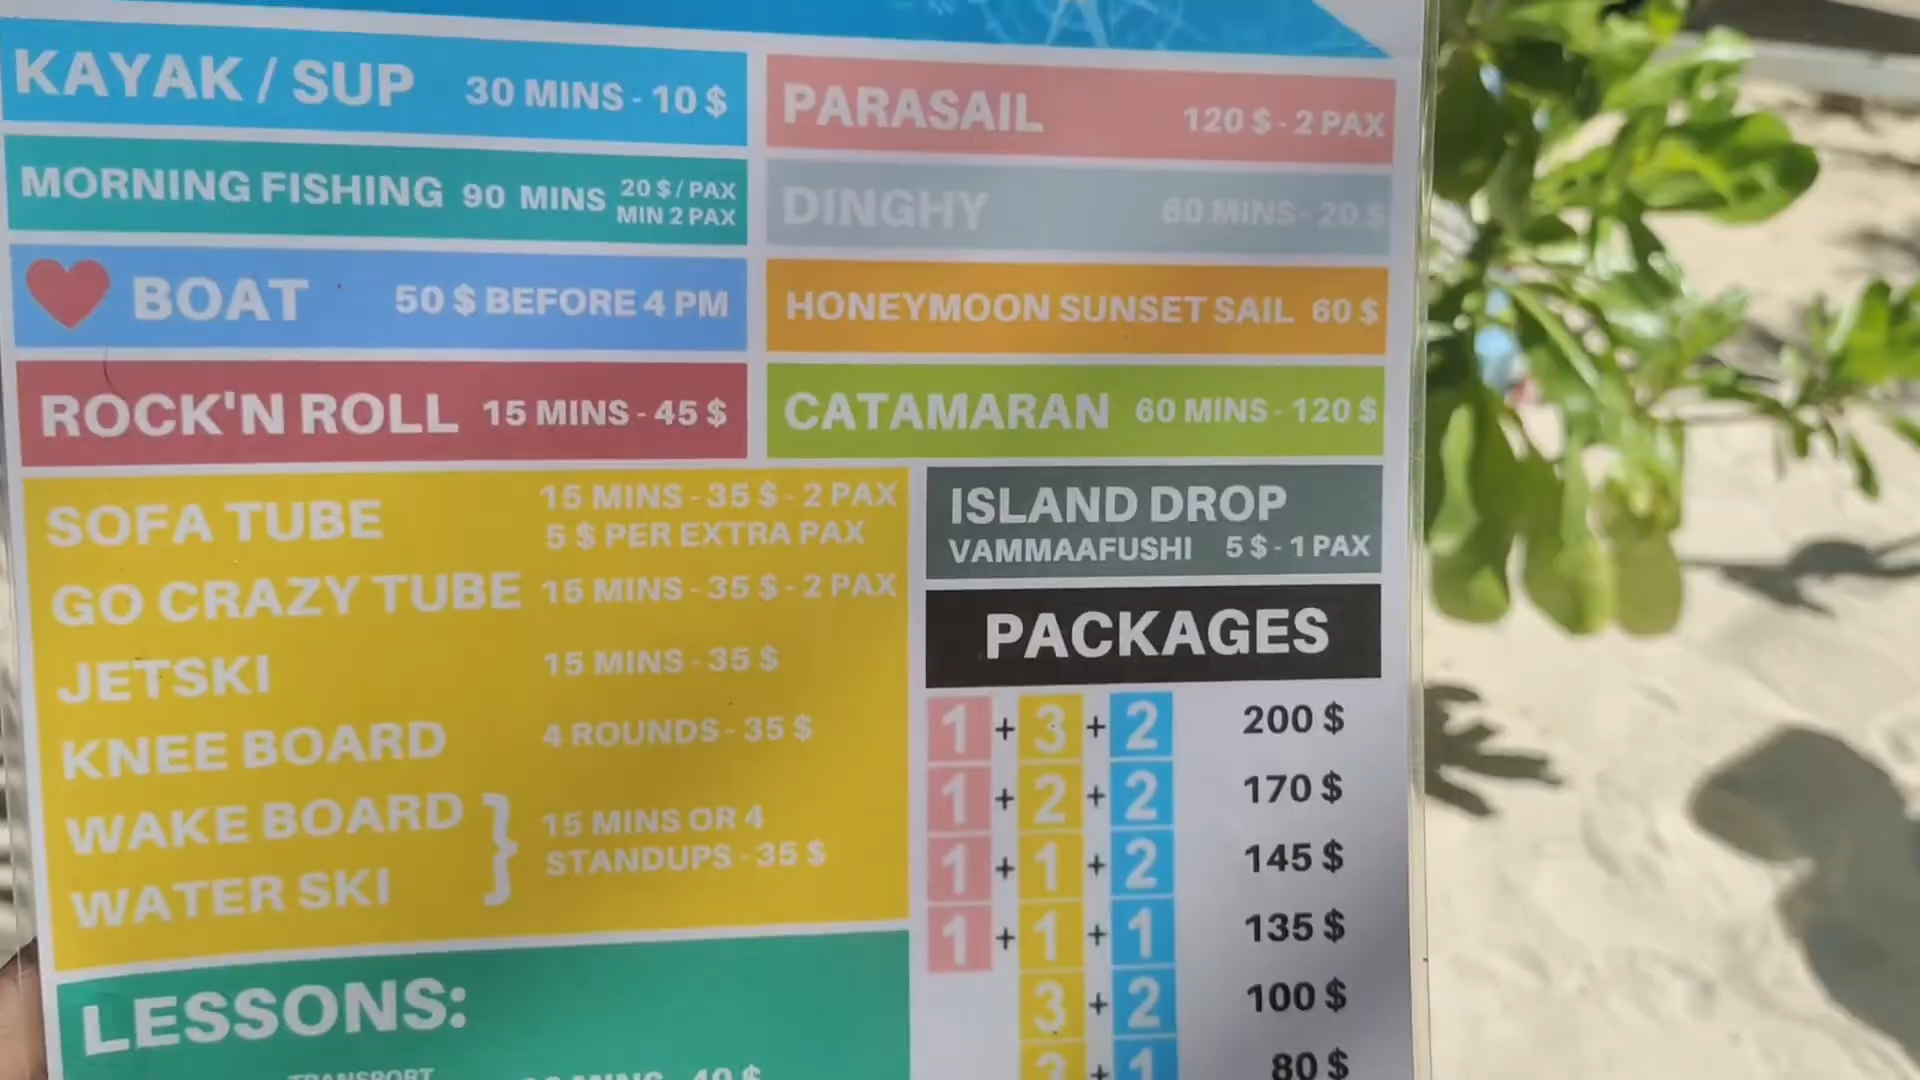 KAYAK / SUP 30 MINS - 10 $
MORNING FISHING 90 MINS 20 $ / PAX
MIN 2 PAX
BOAT 50 $ BEFORE 4 PM
ROCK'N ROLL 15 MINS - 45 $
PARASAIL 120 $ - 2 PAX
DINGHY 60 MINS - 20 $
HONEYMOON SUNSET SAIL 60 $
CATAMARAN 60 MINS - 120 $
SOFA TUBE 15 MINS - 35 $ - 2 PAX
5 $ PER EXTRA PAX
GO CRAZY TUBE 15 MINS - 35 $ - 2 PAX
JETSKI 15 MINS - 35 $
KNEE BOARD 4 ROUNDS - 35 $
WAKE BOARD } 15 MINS OR 4
WATER SKI STANDUPS - 35 $
LESSONS:
TRANSPORT
MINS - 40 $
ISLAND DROP
VAMMAAFUSHI 5 $ - 1 PAX
PACKAGES
1 + 3 + 2 200 $
1 + 2 + 2 170 $
1 + 1 + 2 145 $
1 + 1 + 1 135 $
3 + 2 100 $
+ 1 80 $